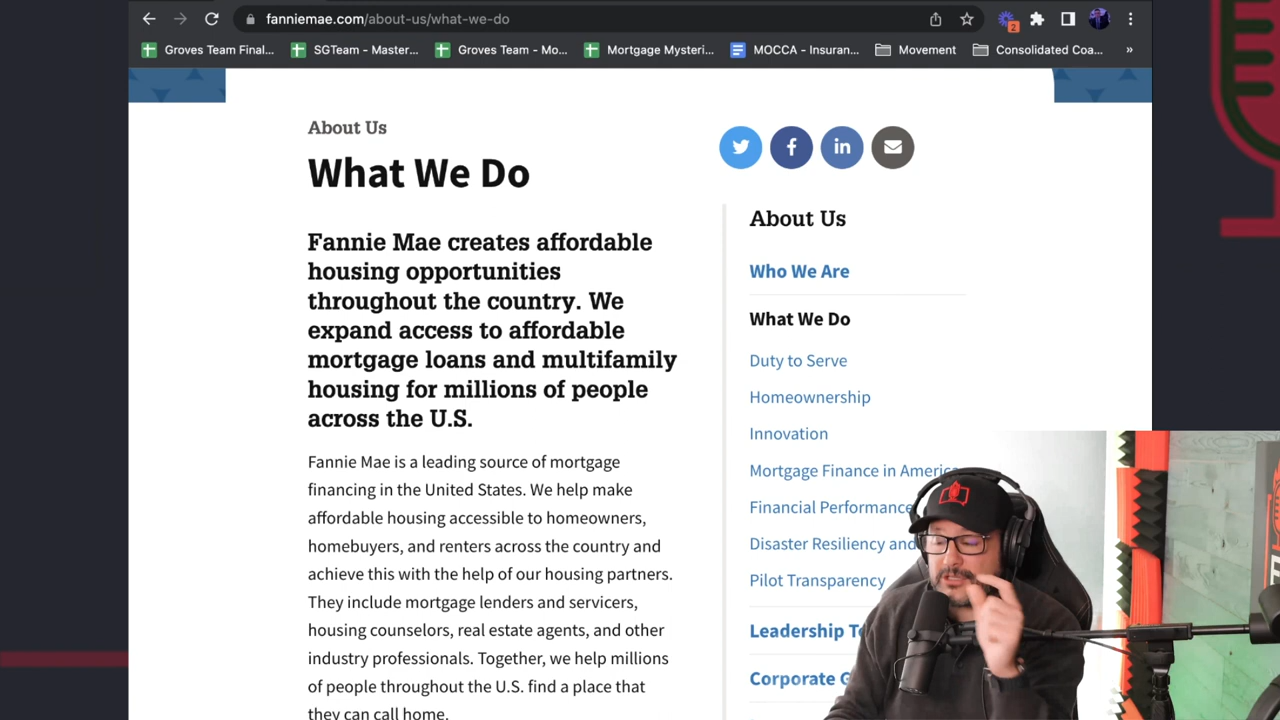 fanniemae.com/about-us/what-we-do
2
Groves Team Final...
SGTeam - Master...
Groves Team - Mo...
Mortgage Mysteri...
MOCCA - Insuran...
Movement
Consolidated Coa...
»
About Us
What We Do
Fannie Mae creates affordable
housing opportunities
throughout the country. We
expand access to affordable
mortgage loans and multifamily
housing for millions of people
across the U.S.
Fannie Mae is a leading source of mortgage
financing in the United States. We help make
affordable housing accessible to homeowners,
homebuyers, and renters across the country and
achieve this with the help of our housing partners.
They include mortgage lenders and servicers,
housing counselors, real estate agents, and other
industry professionals. Together, we help millions
of people throughout the U.S. find a place that
they can call home.
About Us
Who We Are
What We Do
Duty to Serve
Homeownership
Innovation
Mortgage Finance in America
Financial Performance
Disaster Resiliency and
Pilot Transparency
Leadership
Corporate